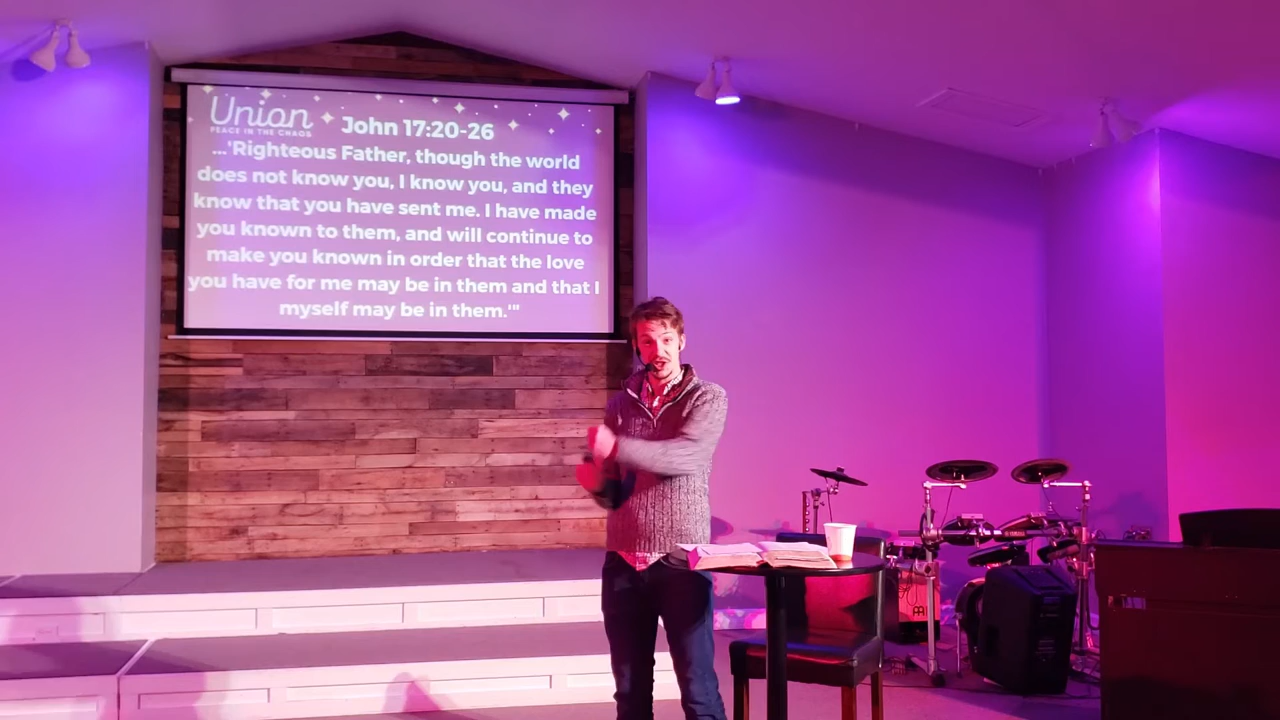 Union
PEACE IN THE CHAOS
John 17:20-26
...'Righteous Father, though the world
does not know you, I know you, and they
know that you have sent me. I have made
you known to them, and will continue to
make you known in order that the love
you have for me may be in them and that I
myself may be in them.'"
MEINL